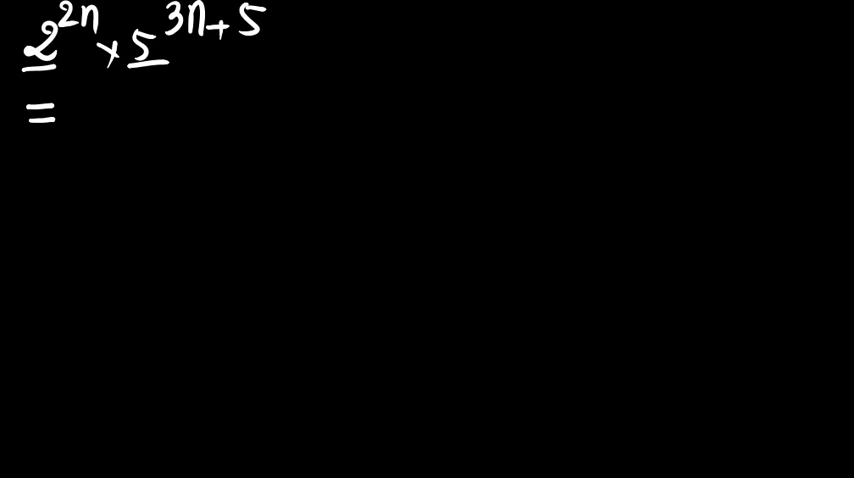 2^{2n} × 5^{3n+5}
=